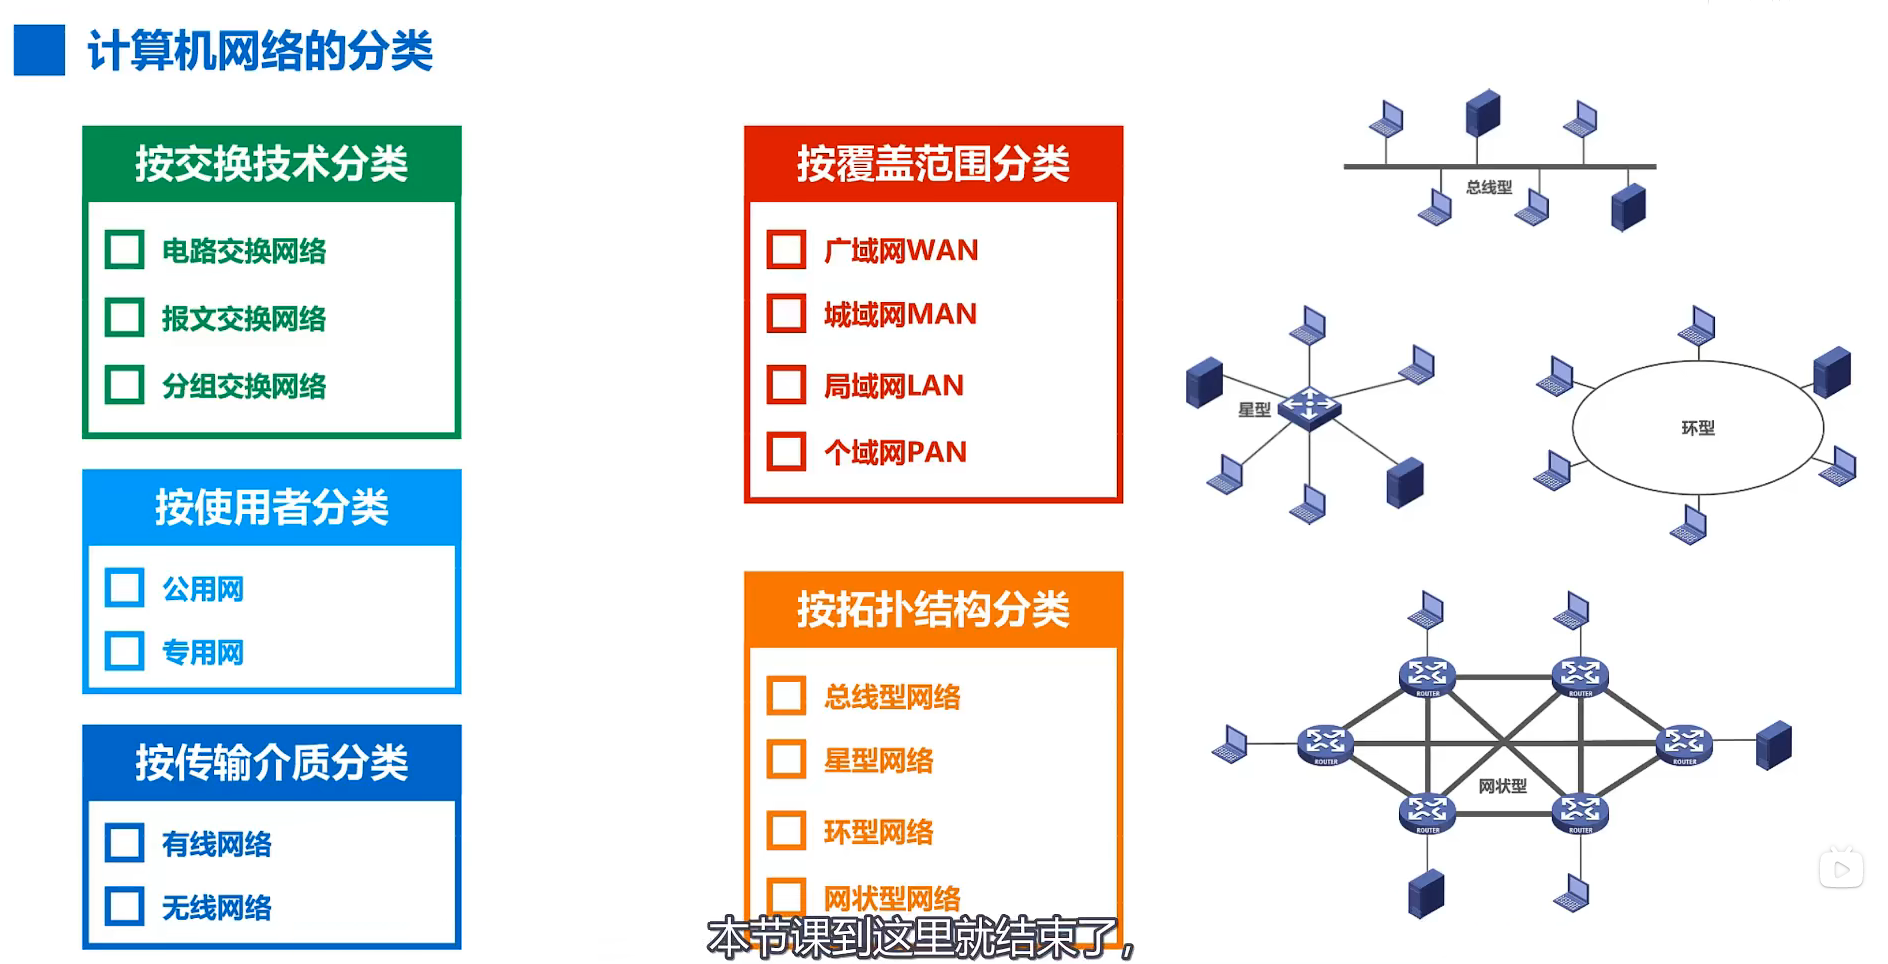 计算机网络的分类
按交换技术分类
电路交换网络
报文交换网络
分组交换网络
按使用者分类
公用网
专用网
按传输介质分类
有线网络
无线网络
按覆盖范围分类
广域网WAN
城域网MAN
局域网LAN
个域网PAN
按拓扑结构分类
总线型网络
星型网络
环型网络
网状型网络
总线型
星型
环型
ROUTER
ROUTER
ROUTER
ROUTER
网状型
ROUTER
ROUTER
本节课到这里就结束了,